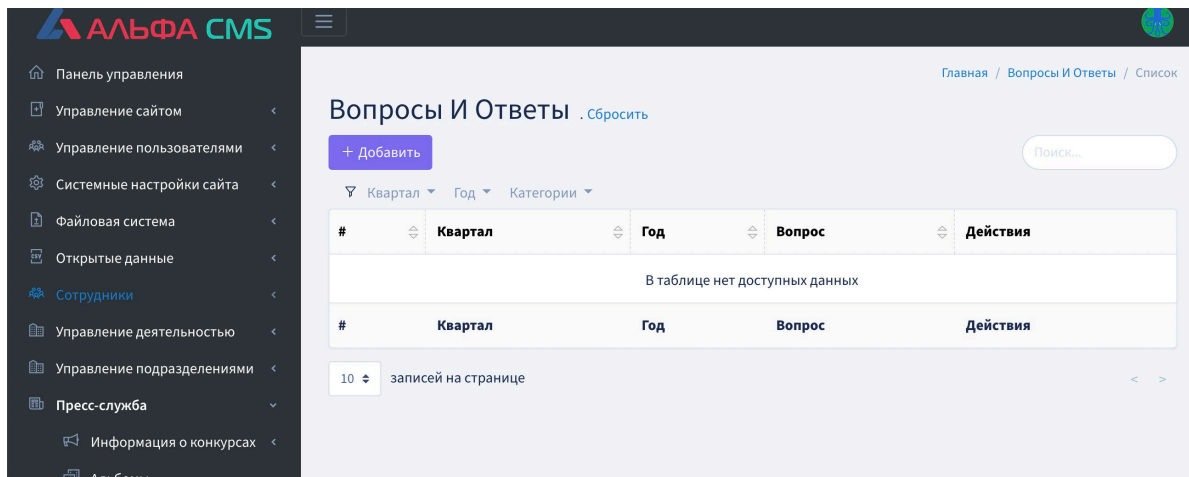 АЛЬФА CMS
Панель управления
Управление сайтом
Управление пользователями
Системные настройки сайта
Файловая система
Открытые данные
Сотрудники
Управление деятельностью
Управление подразделениями
Пресс-служба
Информация о конкурсах
Главная / Вопросы И Ответы / Список
Вопросы И Ответы . Сбросить
+ Добавить
Поиск...
Квартал Год Категории
# Квартал Год Вопрос Действия
В таблице нет доступных данных
# Квартал Год Вопрос Действия
10 записей на странице
< >